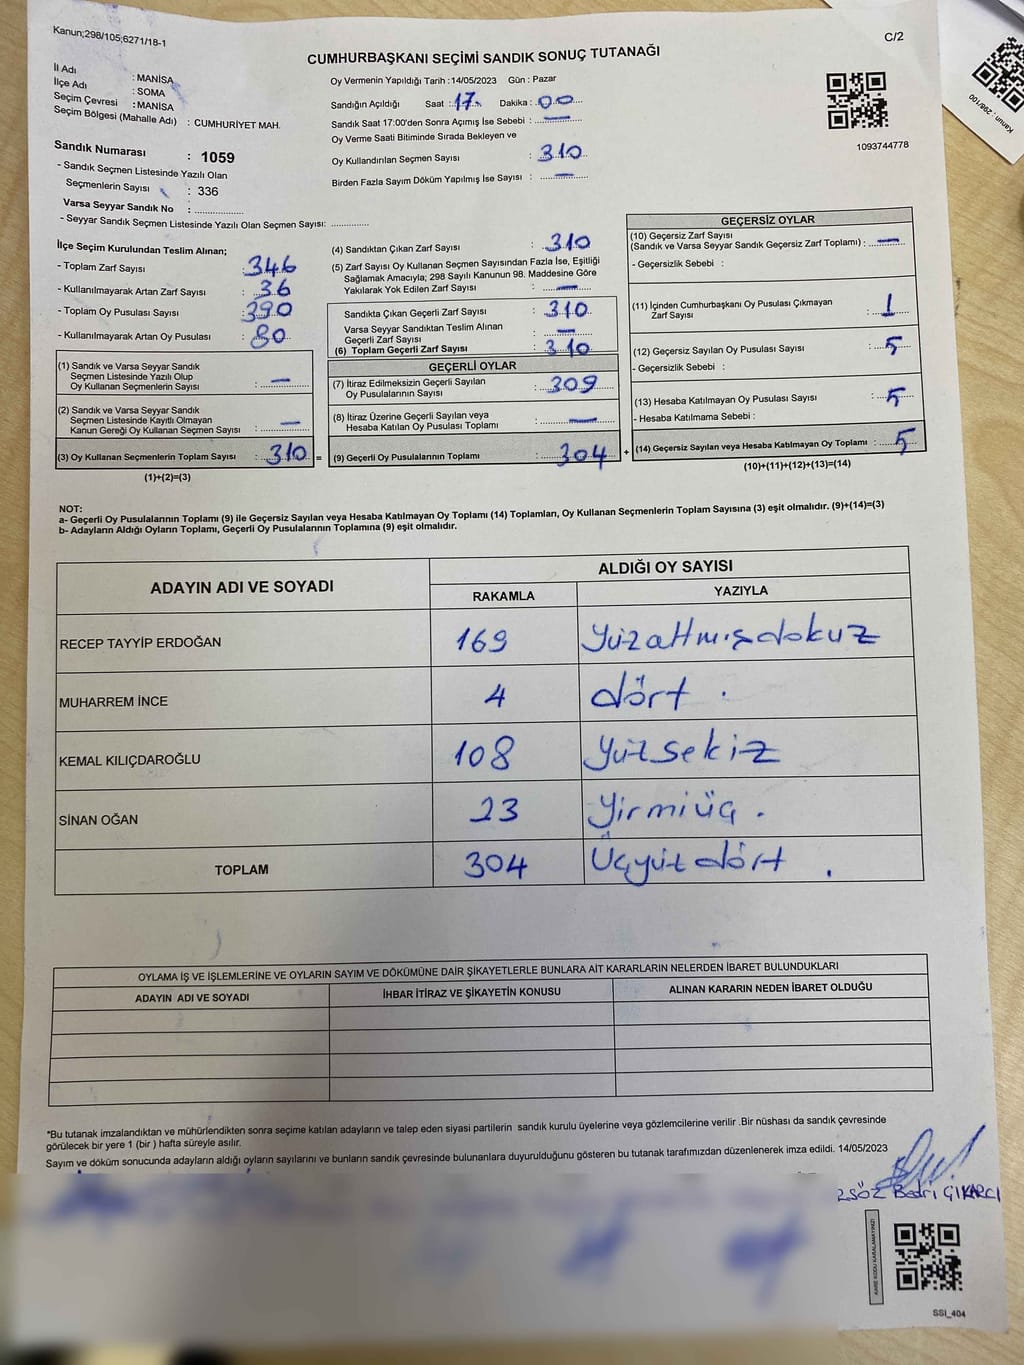 Kanun;298/105;6271/18-1
C/2
CUMHURBAŞKANI SEÇİMİ SANDIK SONUÇ TUTANAĞI
İl Adı : MANİSA
İlçe Adı : SOMA
Seçim Çevresi : MANİSA
Seçim Bölgesi (Mahalle Adı) : CUMHURİYET MAH.
Oy Vermenin Yapıldığı Tarih :14/05/2023 Gün : Pazar
Sandığın Açıldığı Saat : 17 Dakika : 00
Sandık Saat 17:00'den Sonra Açımış İse Sebebi : —
Oy Verme Saati Bitiminde Sırada Bekleyen ve
Oy Kullandırılan Seçmen Sayısı : 310
Birden Fazla Sayım Döküm Yapılmış İse Sayısı : —
1093744778
Sandık Numarası : 1059
- Sandık Seçmen Listesinde Yazılı Olan
Seçmenlerin Sayısı : 336
Varsa Seyyar Sandık No : ................
- Seyyar Sandık Seçmen Listesinde Yazılı Olan Seçmen Sayısı: ............
İlçe Seçim Kurulundan Teslim Alınan;
- Toplam Zarf Sayısı : 346
- Kullanılmayarak Artan Zarf Sayısı : 36
- Toplam Oy Pusulası Sayısı : 390
- Kullanılmayarak Artan Oy Pusulası : 80
(1) Sandık ve Varsa Seyyar Sandık
Seçmen Listesinde Yazılı Olup
Oy Kullanan Seçmenlerin Sayısı : —
(2) Sandık ve Varsa Seyyar Sandık
Seçmen Listesinde Kayıtlı Olmayan
Kanun Gereği Oy Kullanan Seçmen Sayısı : —
(3) Oy Kullanan Seçmenlerin Toplam Sayısı : 310 =
(1)+(2)=(3)
(4) Sandıktan Çıkan Zarf Sayısı : 310
(5) Zarf Sayısı Oy Kullanan Seçmen Sayısından Fazla İse, Eşitliği
Sağlamak Amacıyla; 298 Sayılı Kanunun 98. Maddesine Göre
Yakılarak Yok Edilen Zarf Sayısı : —
Sandıkta Çıkan Geçerli Zarf Sayısı : 310
Varsa Seyyar Sandıktan Teslim Alınan
Geçerli Zarf Sayısı : —
(6) Toplam Geçerli Zarf Sayısı : 310
GEÇERLİ OYLAR
(7) İtiraz Edilmeksizin Geçerli Sayılan
Oy Pusulalarının Sayısı : 309
(8) İtiraz Üzerine Geçerli Sayılan veya
Hesaba Katılan Oy Pusulası Toplamı : —
(9) Geçerli Oy Pusulalarının Toplamı : 304 +
GEÇERSİZ OYLAR
(10) Geçersiz Zarf Sayısı
(Sandık ve Varsa Seyyar Sandık Geçersiz Zarf Toplamı) : —
- Geçersizlik Sebebi :
(11) İçinden Cumhurbaşkanı Oy Pusulası Çıkmayan
Zarf Sayısı : 1
(12) Geçersiz Sayılan Oy Pusulası Sayısı : 5
- Geçersizlik Sebebi :
(13) Hesaba Katılmayan Oy Pusulası Sayısı : 5
- Hesaba Katılmama Sebebi :
(14) Geçersiz Sayılan veya Hesaba Katılmayan Oy Toplamı : 5
(10)+(11)+(12)+(13)=(14)
NOT:
a- Geçerli Oy Pusulalarının Toplamı (9) ile Geçersiz Sayılan veya Hesaba Katılmayan Oy Toplamı (14) Toplamları, Oy Kullanan Seçmenlerin Toplam Sayısına (3) eşit olmalıdır. (9)+(14)=(3)
b- Adayların Aldığı Oyların Toplamı, Geçerli Oy Pusulalarının Toplamına (9) eşit olmalıdır.
ADAYIN ADI VE SOYADI
ALDIĞI OY SAYISI
RAKAMLA YAZIYLA
RECEP TAYYİP ERDOĞAN 169 Yüzaltmışdokuz
MUHARREM İNCE 4 dört .
KEMAL KILIÇDAROĞLU 108 Yüzsekiz
SİNAN OĞAN 23 Yirmiüç .
TOPLAM 304 Üçyüzdört .
OYLAMA İŞ VE İŞLEMLERİNE VE OYLARIN SAYIM VE DÖKÜMÜNE DAİR ŞİKAYETLERLE BUNLARA AİT KARARLARIN NELERDEN İBARET BULUNDUKLARI
ADAYIN ADI VE SOYADI İHBAR İTİRAZ VE ŞİKAYETİN KONUSU ALINAN KARARIN NEDEN İBARET OLDUĞU
*Bu tutanak imzalandıktan ve mühürlendikten sonra seçime katılan adayların ve talep eden siyasi partilerin sandık kurulu üyelerine veya gözlemcilerine verilir .Bir nüshası da sandık çevresinde
görülecek bir yere 1 (bir ) hafta süreyle asılır.
Sayım ve döküm sonucunda adayların aldığı oyların sayılarını ve bunların sandık çevresinde bulunanlara duyurulduğunu gösteren bu tutanak tarafımızdan düzenlenerek imza edildi. 14/05/2023
Bedri ÇIKARCI
SSI_404
Kanun : 298/100